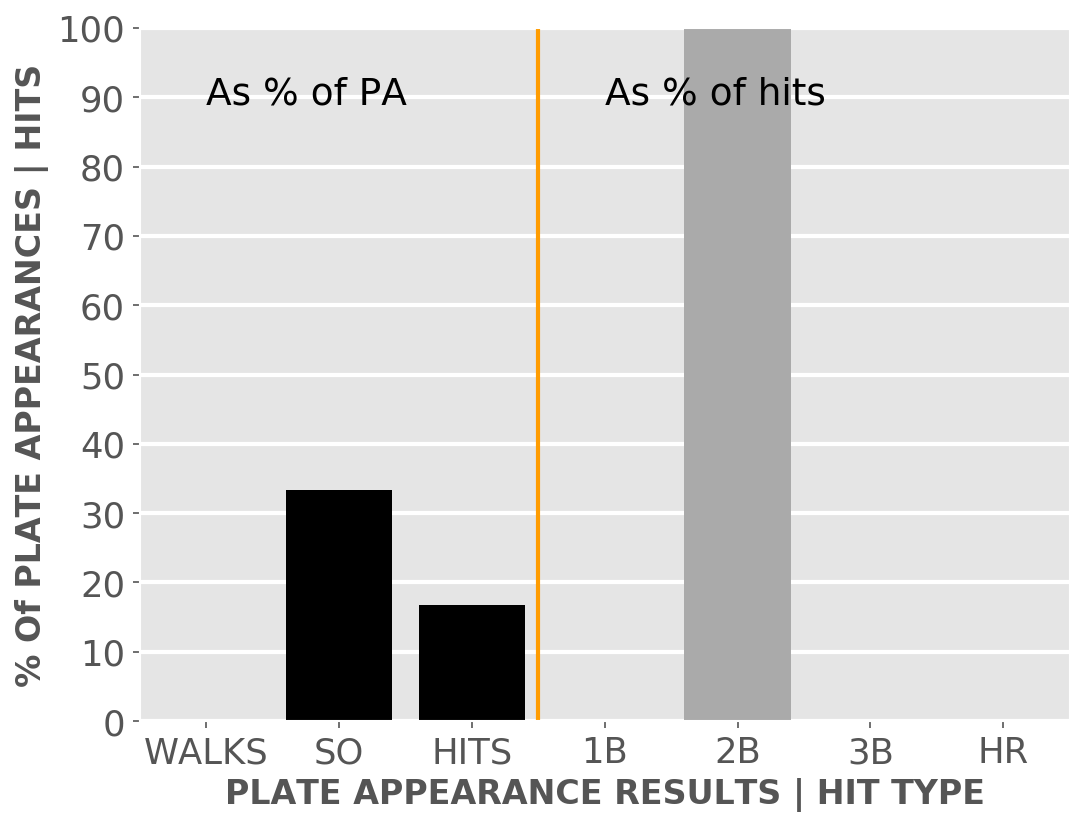 % Of PLATE APPEARANCES | HITS
100
90
80
70
60
50
40
30
20
10
0
As % of PA
As % of hits
WALKS SO HITS 1B 2B 3B HR
PLATE APPEARANCE RESULTS | HIT TYPE